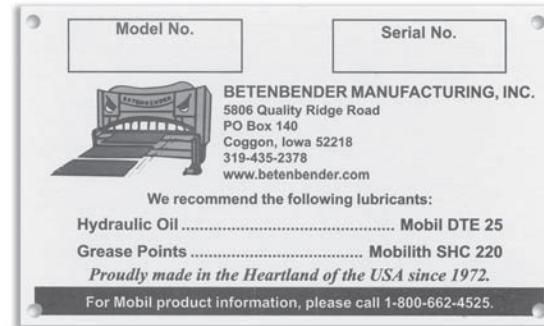 Model No.
Serial No.
BETENBENDER
BETENBENDER MANUFACTURING, INC.
5806 Quality Ridge Road
PO Box 140
Coggon, Iowa 52218
319-435-2378
www.betenbender.com
We recommend the following lubricants:
Hydraulic Oil ............................................. Mobil DTE 25
Grease Points ...................................... Mobilith SHC 220
Proudly made in the Heartland of the USA since 1972.
For Mobil product information, please call 1-800-662-4525.